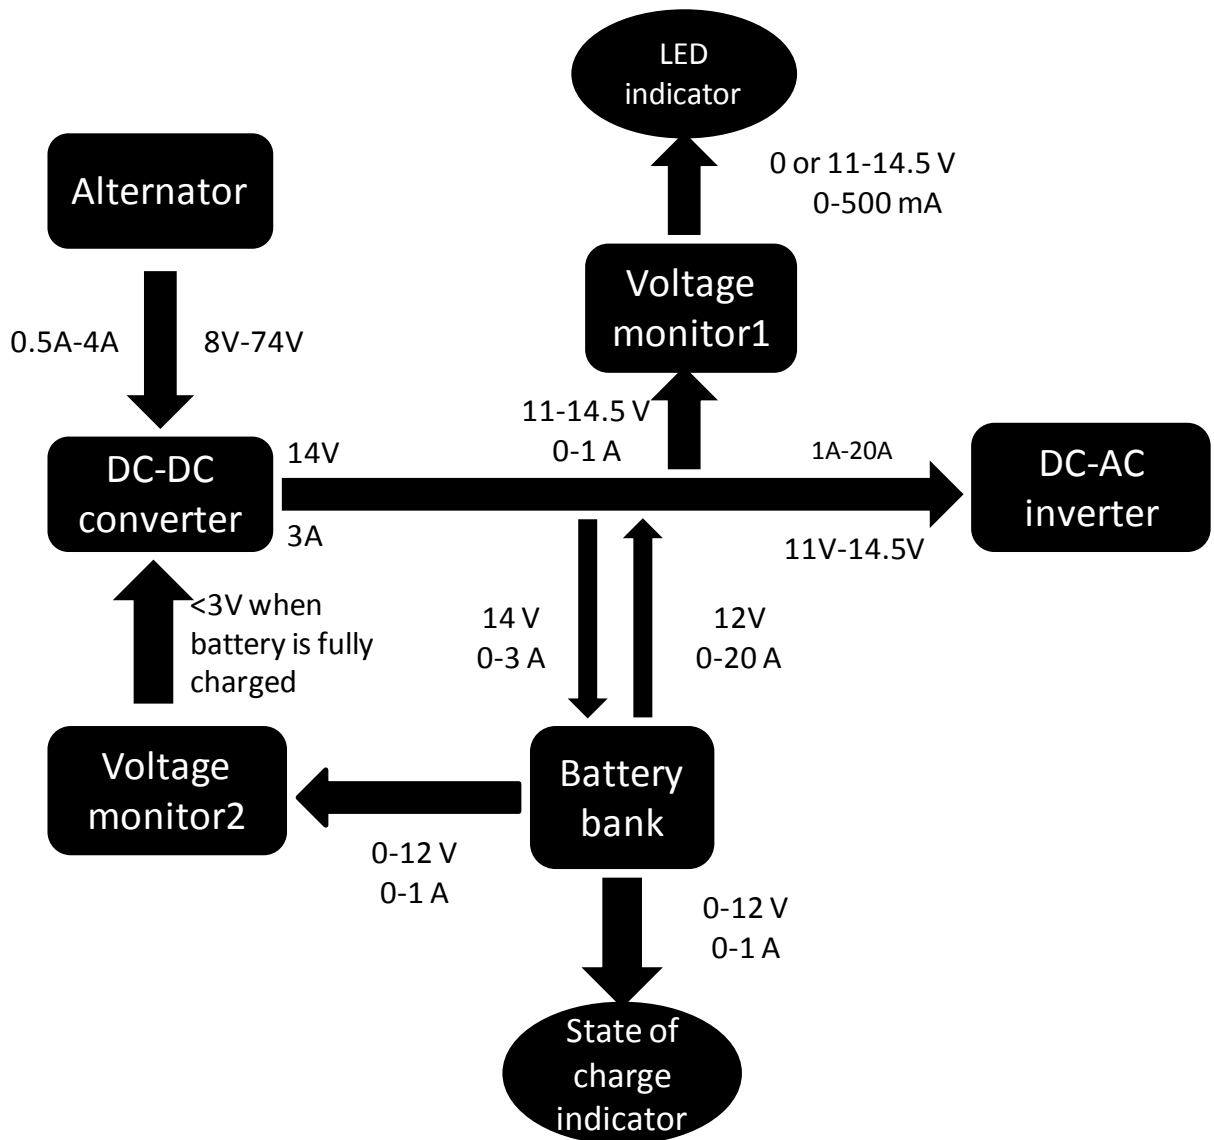 LED
indicator
Alternator
0 or 11-14.5 V
0-500 mA
Voltage
monitor1
0.5A-4A
8V-74V
11-14.5 V
0-1 A
DC-DC
converter
14V
3A
1A-20A
11V-14.5V
DC-AC
inverter
<3V when
battery is fully
charged
14 V
0-3 A
12V
0-20 A
Voltage
monitor2
Battery
bank
0-12 V
0-1 A
0-12 V
0-1 A
State of
charge
indicator